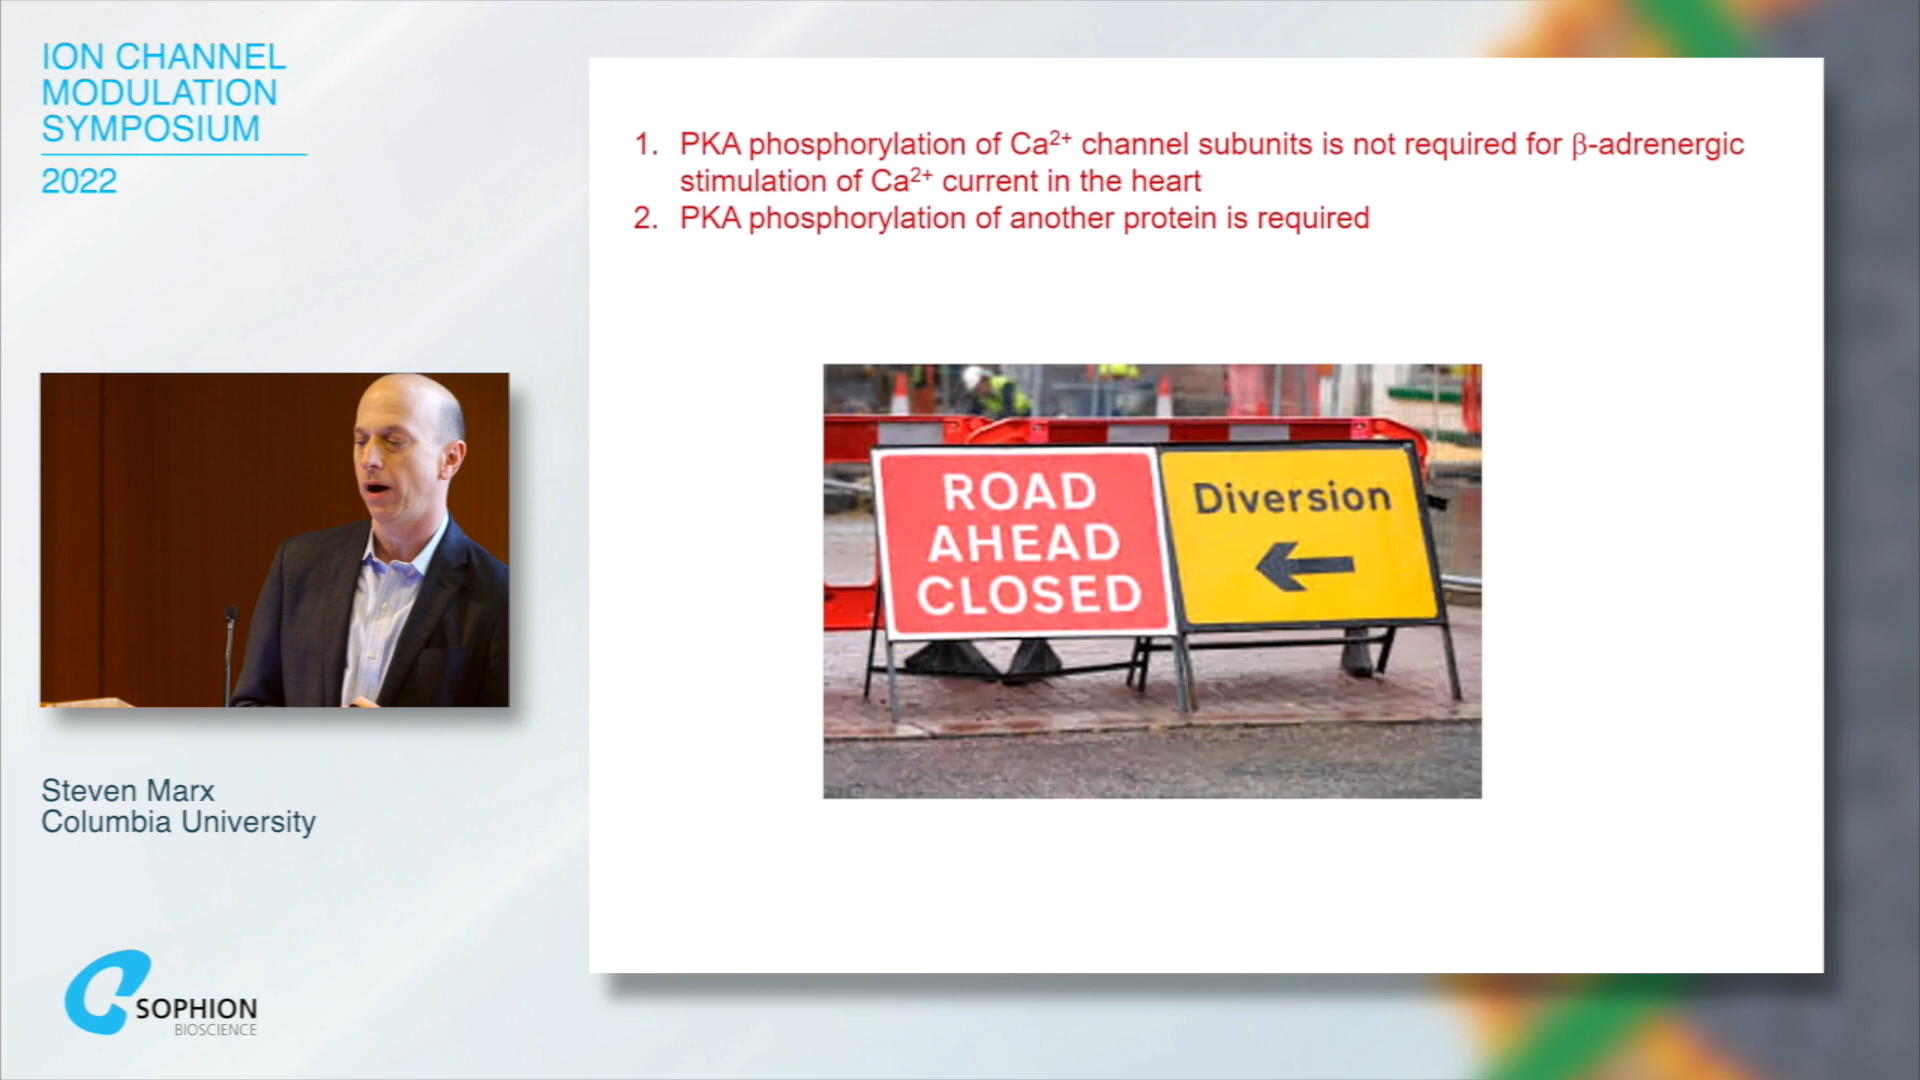 ION CHANNEL
MODULATION
SYMPOSIUM
2022
1. PKA phosphorylation of Ca²⁺ channel subunits is not required for β-adrenergic
stimulation of Ca²⁺ current in the heart
2. PKA phosphorylation of another protein is required
ROAD
AHEAD
CLOSED
Diversion
Steven Marx
Columbia University
SOPHION
BIOSCIENCE